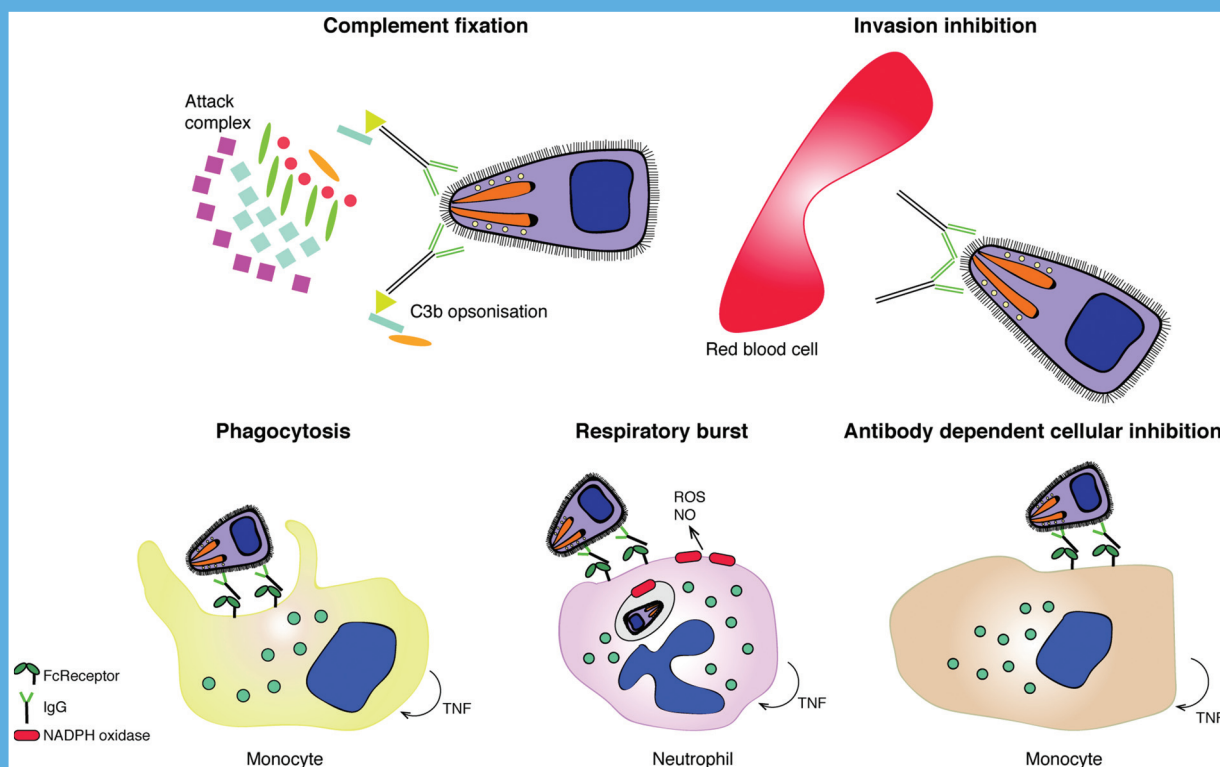 Complement fixation
Invasion inhibition
Attack
complex
C3b opsonisation
Red blood cell
Phagocytosis
Respiratory burst
Antibody dependent cellular inhibition
ROS
NO
FcReceptor
IgG
NADPH oxidase
TNF
TNF
TNF
Monocyte
Neutrophil
Monocyte